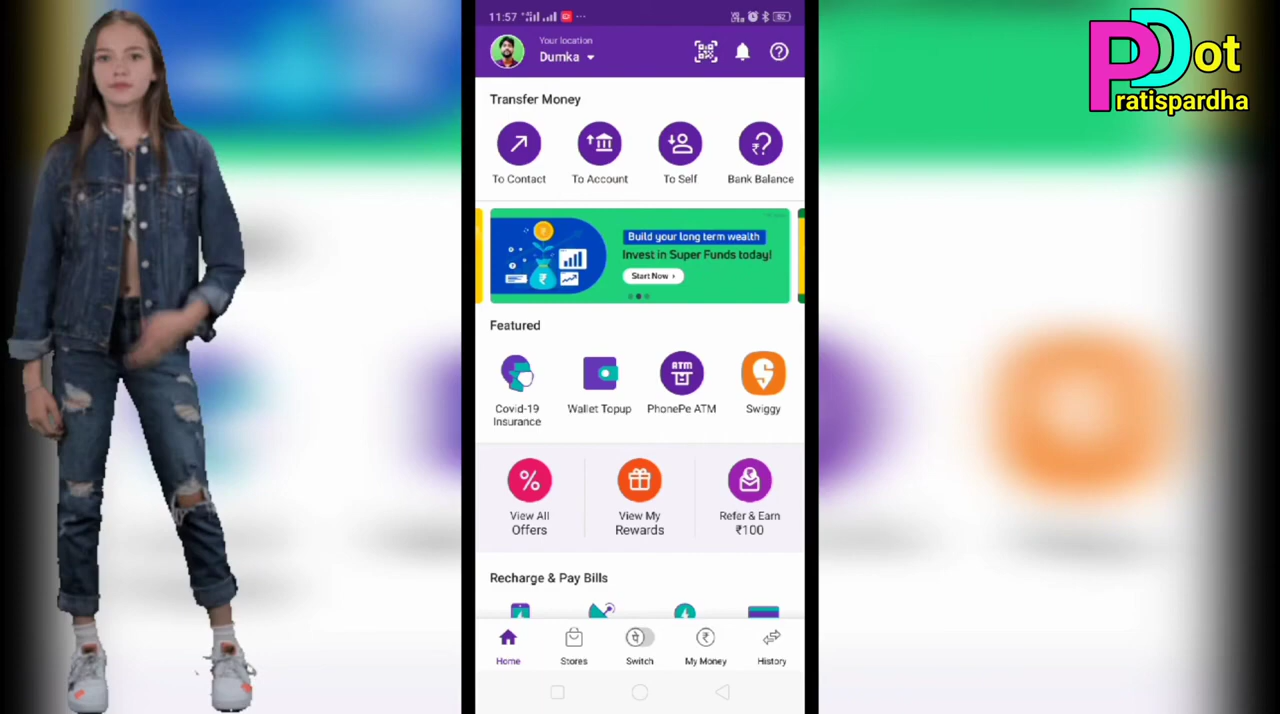 11:57
Your location
Dumka
Transfer Money
To Contact
To Account
To Self
Bank Balance
Build your long term wealth
Invest in Super Funds today!
Start Now ›
Featured
ATM
Covid-19
Insurance
Wallet Topup
PhonePe ATM
Swiggy
View All
Offers
View My
Rewards
Refer & Earn
₹100
Recharge & Pay Bills
Home
Stores
Switch
My Money
History
Dot
Pratispardha